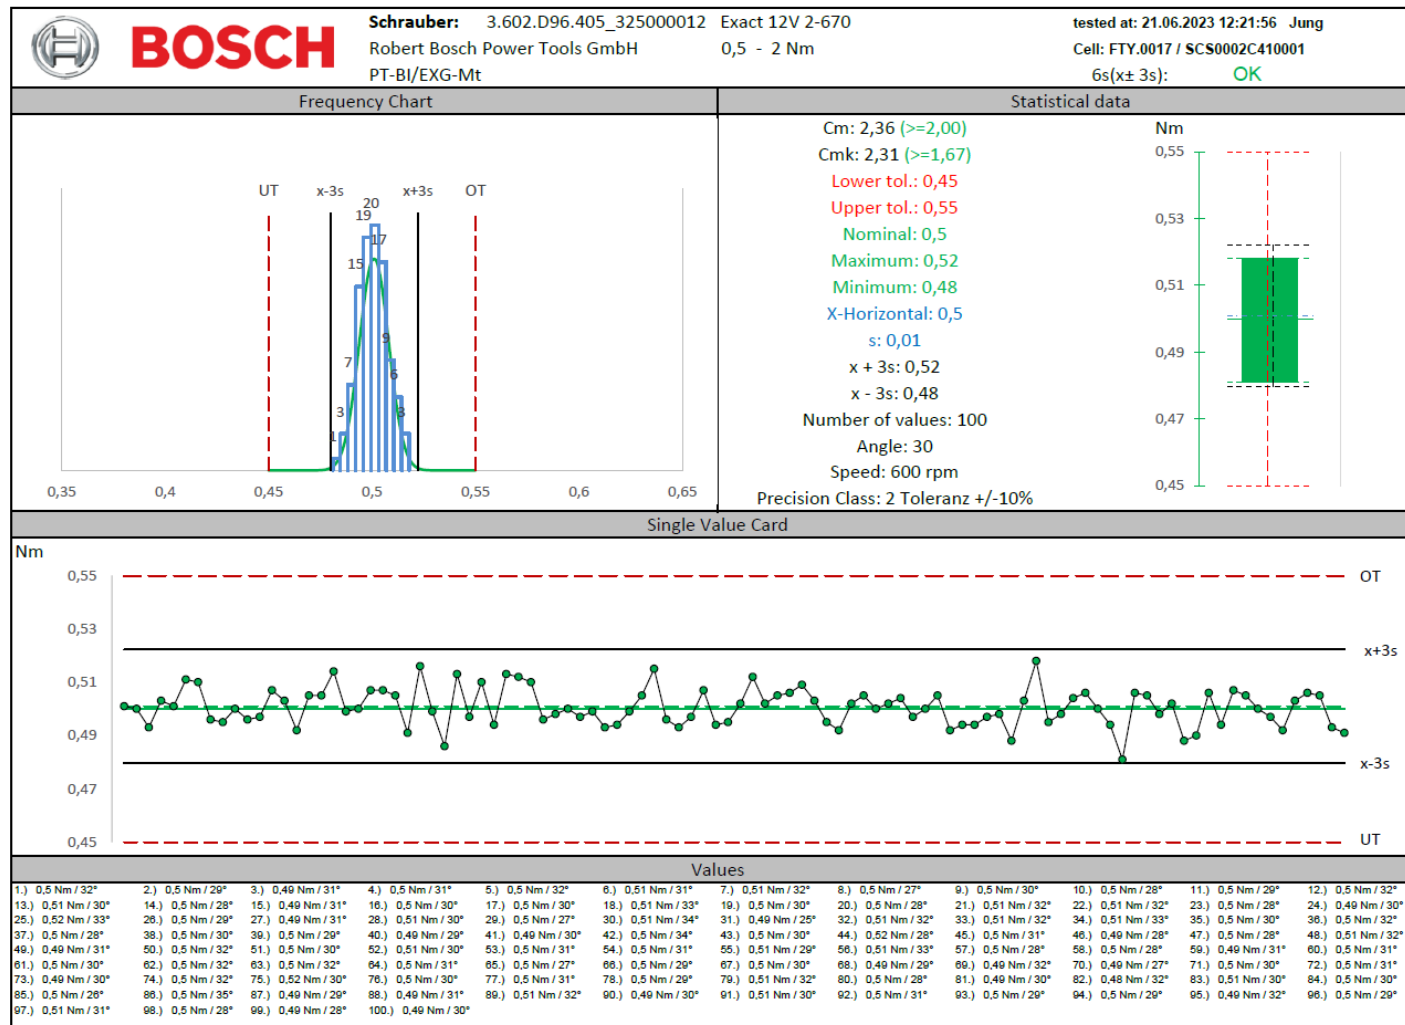 BOSCH
Schrauber: 3.602.D96.405_325000012 Exact 12V 2-670
Robert Bosch Power Tools GmbH 0,5 - 2 Nm
PT-BI/EXG-Mt
tested at: 21.06.2023 12:21:56 Jung
Cell: FTY.0017 / SCS0002C410001
6s(x± 3s): OK
Frequency Chart
UT x-3s x+3s OT
20
19
17
15
9
7
6
3 3
1
0,35 0,4 0,45 0,5 0,55 0,6 0,65
Statistical data
Cm: 2,36 (>=2,00)
Cmk: 2,31 (>=1,67)
Lower tol.: 0,45
Upper tol.: 0,55
Nominal: 0,5
Maximum: 0,52
Minimum: 0,48
X-Horizontal: 0,5
s: 0,01
x + 3s: 0,52
x - 3s: 0,48
Number of values: 100
Angle: 30
Speed: 600 rpm
Precision Class: 2 Toleranz +/-10%
Nm
0,55
0,53
0,51
0,49
0,47
0,45
Single Value Card
Nm
0,55 OT
0,53
x+3s
0,51
0,49
x-3s
0,47
0,45 UT
Values
1.) 0,5 Nm / 32° 2.) 0,5 Nm / 29° 3.) 0,49 Nm / 31° 4.) 0,5 Nm / 31° 5.) 0,5 Nm / 32° 6.) 0,51 Nm / 31° 7.) 0,51 Nm / 32° 8.) 0,5 Nm / 27° 9.) 0,5 Nm / 30° 10.) 0,5 Nm / 28° 11.) 0,5 Nm / 29° 12.) 0,5 Nm / 32°
13.) 0,51 Nm / 30° 14.) 0,5 Nm / 28° 15.) 0,49 Nm / 31° 16.) 0,5 Nm / 30° 17.) 0,5 Nm / 30° 18.) 0,51 Nm / 33° 19.) 0,5 Nm / 30° 20.) 0,5 Nm / 28° 21.) 0,51 Nm / 32° 22.) 0,51 Nm / 32° 23.) 0,5 Nm / 28° 24.) 0,49 Nm / 30°
25.) 0,52 Nm / 33° 26.) 0,5 Nm / 29° 27.) 0,49 Nm / 31° 28.) 0,51 Nm / 30° 29.) 0,5 Nm / 27° 30.) 0,51 Nm / 34° 31.) 0,49 Nm / 25° 32.) 0,51 Nm / 32° 33.) 0,51 Nm / 32° 34.) 0,51 Nm / 33° 35.) 0,5 Nm / 30° 36.) 0,5 Nm / 32°
37.) 0,5 Nm / 28° 38.) 0,5 Nm / 30° 39.) 0,5 Nm / 29° 40.) 0,49 Nm / 29° 41.) 0,49 Nm / 30° 42.) 0,5 Nm / 34° 43.) 0,5 Nm / 30° 44.) 0,52 Nm / 28° 45.) 0,5 Nm / 31° 46.) 0,49 Nm / 28° 47.) 0,5 Nm / 28° 48.) 0,51 Nm / 32°
49.) 0,49 Nm / 31° 50.) 0,5 Nm / 32° 51.) 0,5 Nm / 30° 52.) 0,51 Nm / 30° 53.) 0,5 Nm / 31° 54.) 0,5 Nm / 31° 55.) 0,51 Nm / 29° 56.) 0,51 Nm / 33° 57.) 0,5 Nm / 28° 58.) 0,5 Nm / 28° 59.) 0,49 Nm / 31° 60.) 0,5 Nm / 31°
61.) 0,5 Nm / 30° 62.) 0,5 Nm / 32° 63.) 0,5 Nm / 32° 64.) 0,5 Nm / 31° 65.) 0,5 Nm / 27° 66.) 0,5 Nm / 29° 67.) 0,5 Nm / 30° 68.) 0,49 Nm / 29° 69.) 0,49 Nm / 32° 70.) 0,49 Nm / 27° 71.) 0,5 Nm / 30° 72.) 0,5 Nm / 31°
73.) 0,49 Nm / 30° 74.) 0,5 Nm / 32° 75.) 0,52 Nm / 30° 76.) 0,5 Nm / 30° 77.) 0,5 Nm / 31° 78.) 0,5 Nm / 29° 79.) 0,51 Nm / 32° 80.) 0,5 Nm / 28° 81.) 0,49 Nm / 30° 82.) 0,48 Nm / 32° 83.) 0,51 Nm / 30° 84.) 0,5 Nm / 30°
85.) 0,5 Nm / 26° 86.) 0,5 Nm / 35° 87.) 0,49 Nm / 29° 88.) 0,49 Nm / 31° 89.) 0,51 Nm / 32° 90.) 0,49 Nm / 30° 91.) 0,51 Nm / 30° 92.) 0,5 Nm / 31° 93.) 0,5 Nm / 29° 94.) 0,5 Nm / 29° 95.) 0,49 Nm / 32° 96.) 0,5 Nm / 29°
97.) 0,51 Nm / 31° 98.) 0,5 Nm / 28° 99.) 0,49 Nm / 28° 100.) 0,49 Nm / 30°